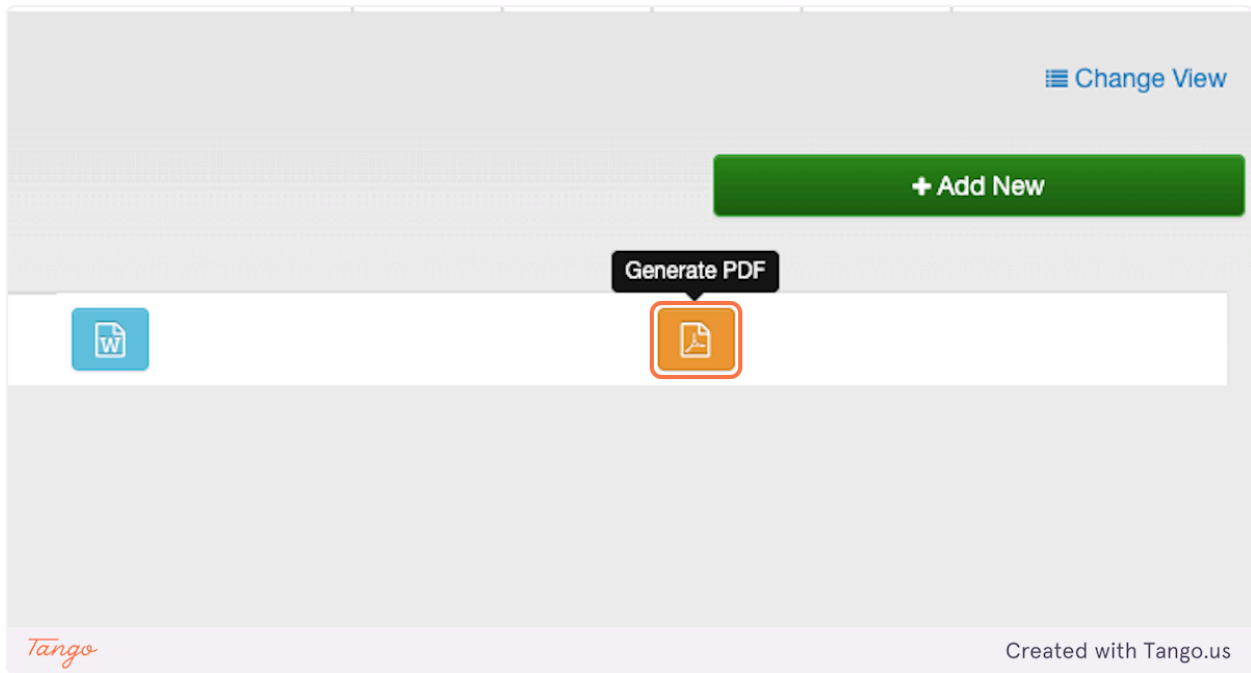 Change View
+ Add New
Generate PDF
W
Tango
Created with Tango.us